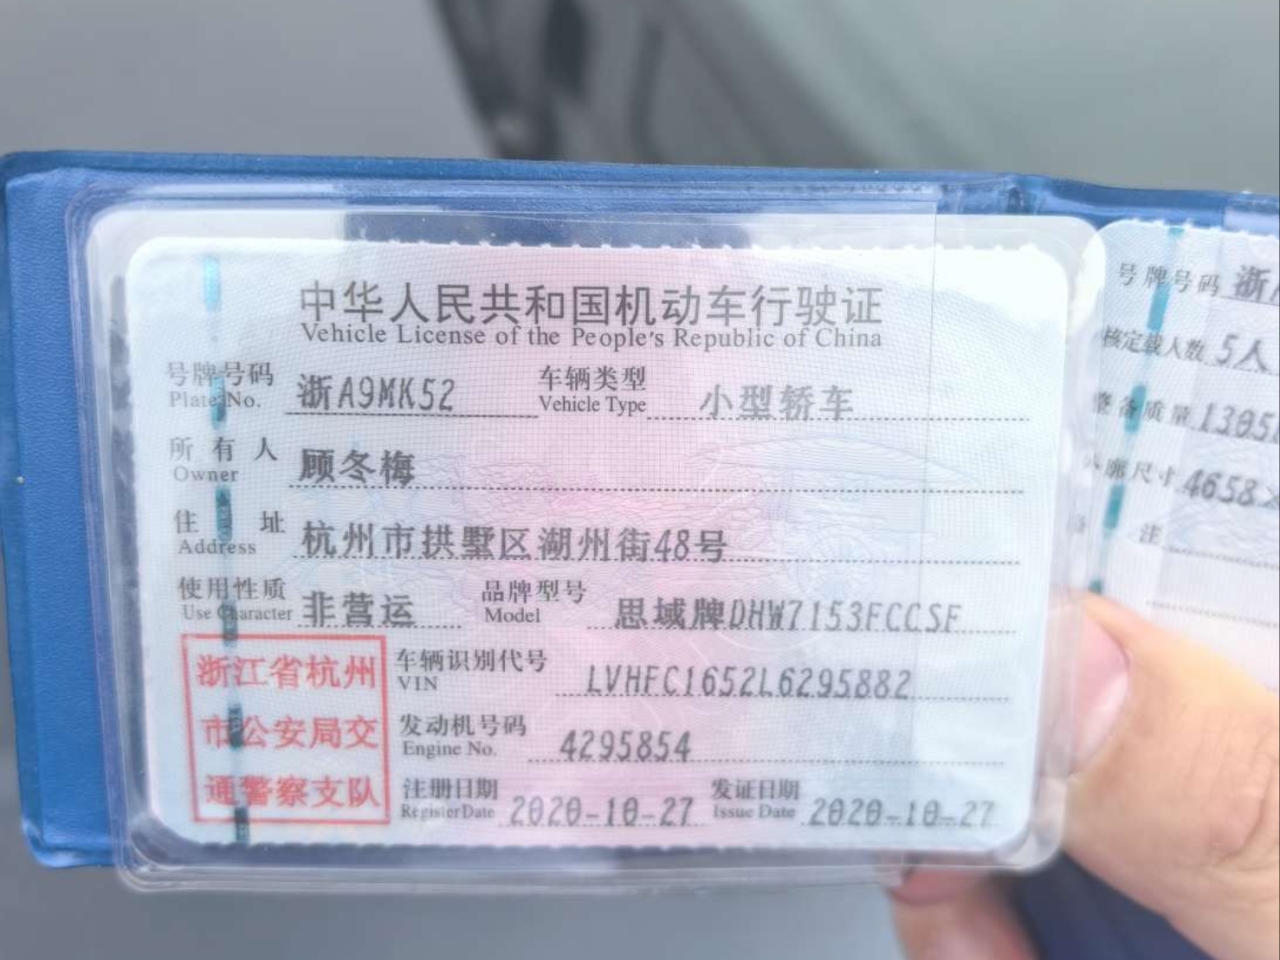 中华人民共和国机动车行驶证
Vehicle License of the People's Republic of China
号牌号码 浙A9MK52 车辆类型 小型轿车
Plate No. Vehicle Type
所有人 顾冬梅
Owner
住址 杭州市拱墅区湖州街48号
Address
使用性质 非营运 品牌型号 思域牌DHW7153FCCSF
Use Character Model
车辆识别代号 LVHFC1652L6295882
VIN
发动机号码 4295854
Engine No.
注册日期 2020-10-27 发证日期 2020-10-27
Register Date Issue Date
浙江省杭州
市公安局交
通警察支队
号牌号码 浙
核定载人数 5人
整备质量 1305
外廓尺寸 4658×
注